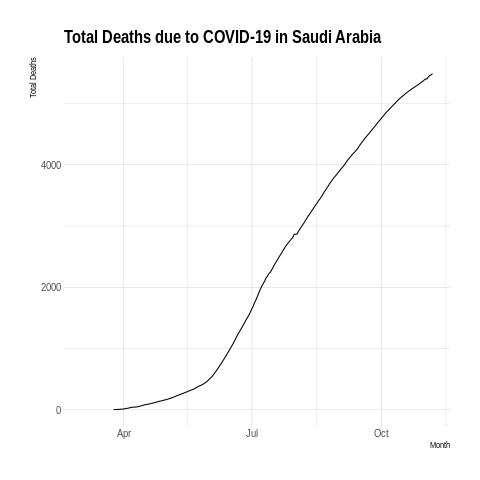 Total Deaths due to COVID-19 in Saudi Arabia
Total Deaths
4000
2000
0
Apr Jul Oct
Month